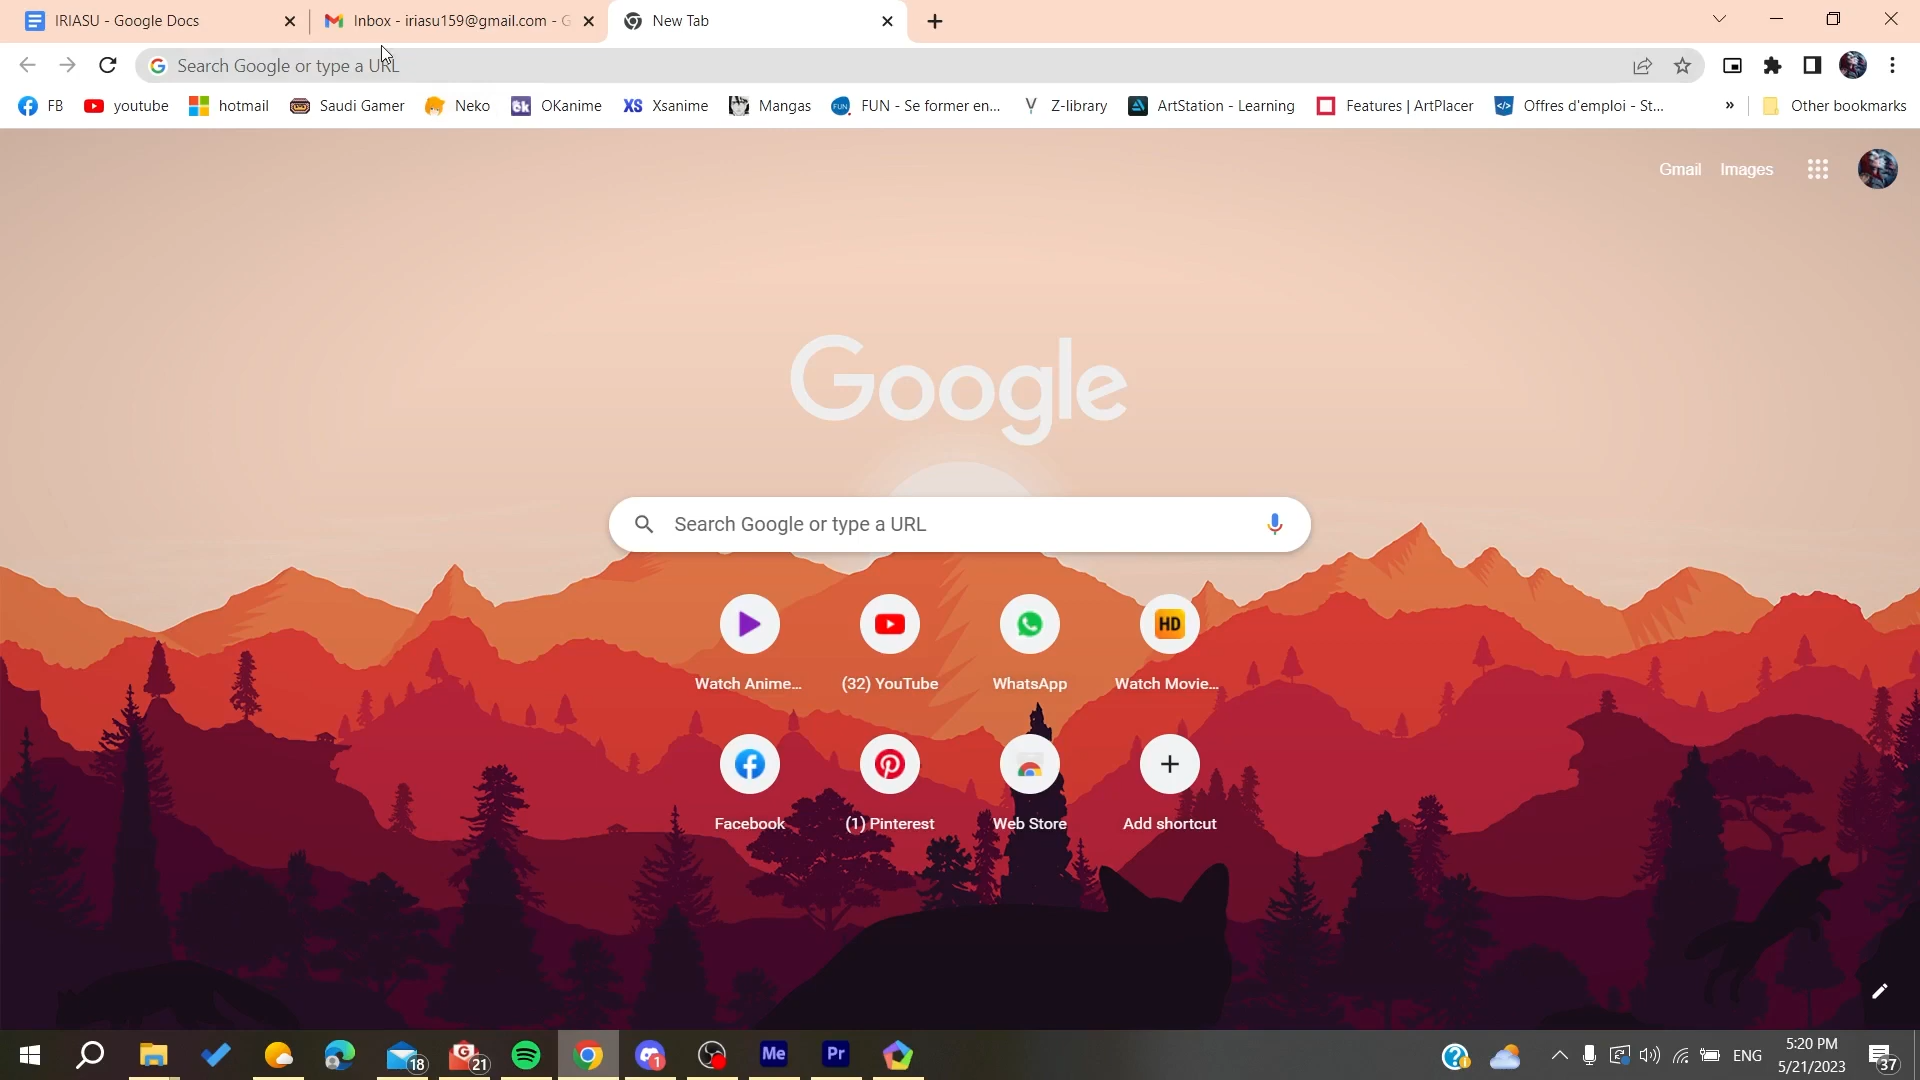 IRIASU - Google Docs
Inbox - iriasu159@gmail.com - G
New Tab
Search Google or type a URL
FB
youtube
hotmail
Saudi Gamer
Neko
OKanime
Xsanime
Mangas
FUN - Se former en...
Z-library
ArtStation - Learning
Features | ArtPlacer
Offres d'emploi - St...
»
Other bookmarks
Gmail
Images
Google
Search Google or type a URL
HD
Watch Anime...
(32) YouTube
WhatsApp
Watch Movie...
Facebook
(1) Pinterest
Web Store
Add shortcut
18
21
1
Me
Pr
ENG
5:20 PM
5/21/2023
37